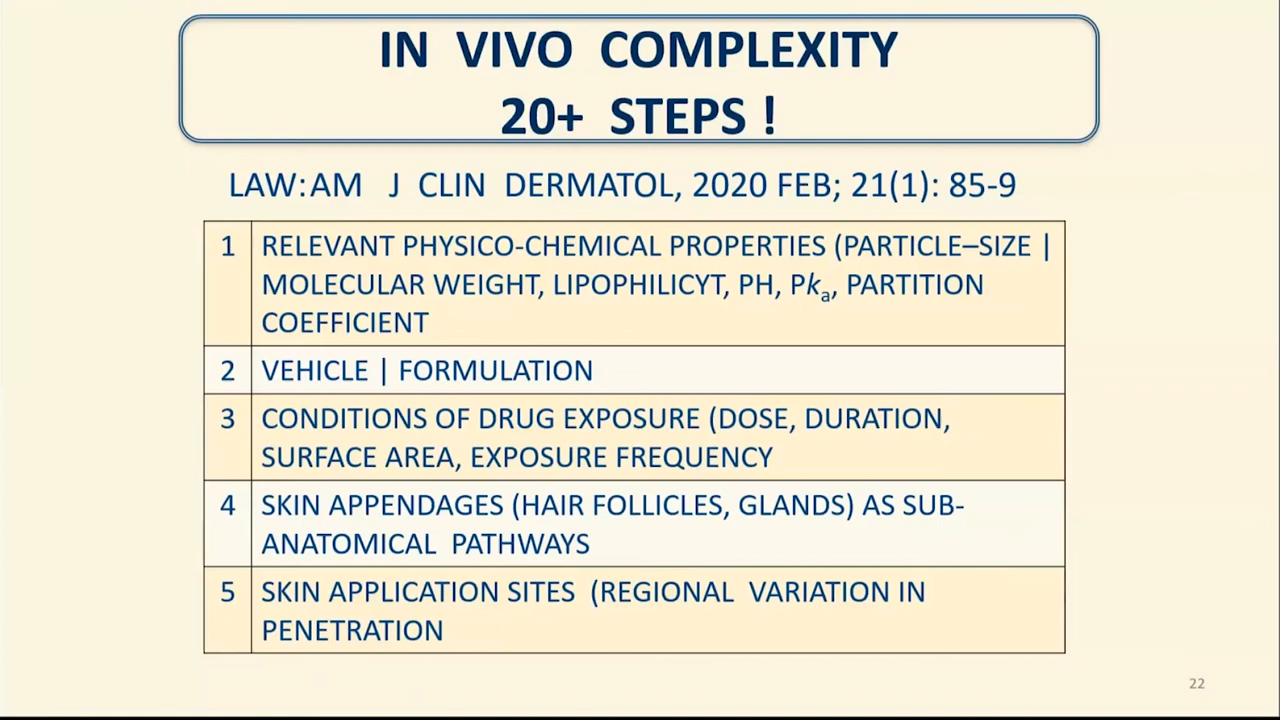 IN VIVO COMPLEXITY
20+ STEPS !
LAW:AM J CLIN DERMATOL, 2020 FEB; 21(1): 85-9
1 RELEVANT PHYSICO-CHEMICAL PROPERTIES (PARTICLE–SIZE |
MOLECULAR WEIGHT, LIPOPHILICYT, PH, Pka, PARTITION
COEFFICIENT
2 VEHICLE | FORMULATION
3 CONDITIONS OF DRUG EXPOSURE (DOSE, DURATION,
SURFACE AREA, EXPOSURE FREQUENCY
4 SKIN APPENDAGES (HAIR FOLLICLES, GLANDS) AS SUB-
ANATOMICAL PATHWAYS
5 SKIN APPLICATION SITES (REGIONAL VARIATION IN
PENETRATION
22